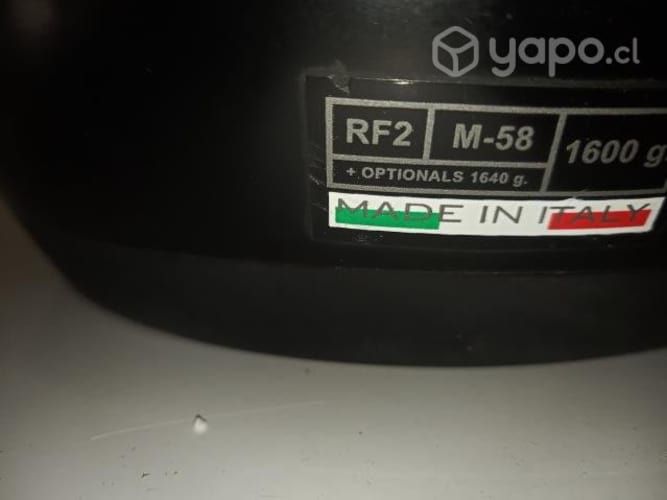 yapo.cl
RF2 M-58 1600 g
+ OPTIONALS 1640 g.
MADE IN ITALY